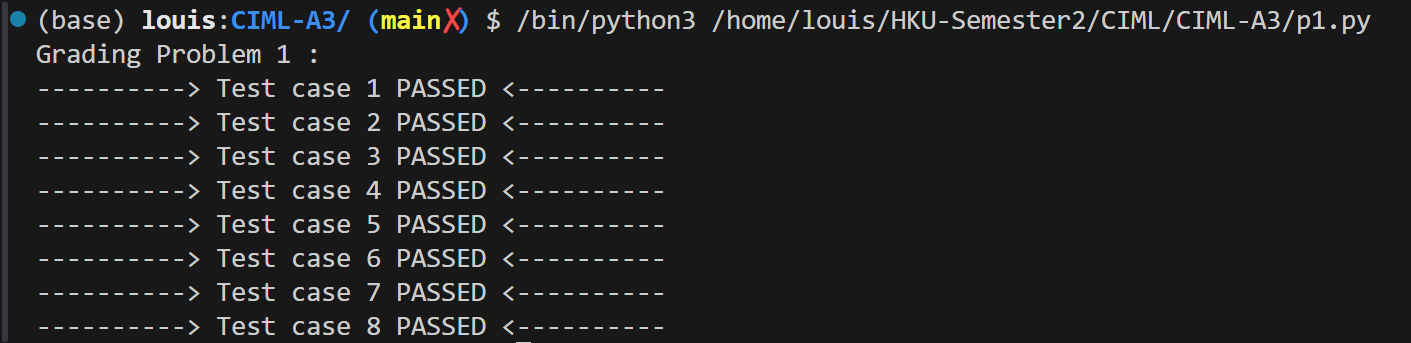 (base) louis:CIML-A3/ (main✗) $ /bin/python3 /home/louis/HKU-Semester2/CIML/CIML-A3/p1.py
Grading Problem 1 :
----------> Test case 1 PASSED <----------
----------> Test case 2 PASSED <----------
----------> Test case 3 PASSED <----------
----------> Test case 4 PASSED <----------
----------> Test case 5 PASSED <----------
----------> Test case 6 PASSED <----------
----------> Test case 7 PASSED <----------
----------> Test case 8 PASSED <----------